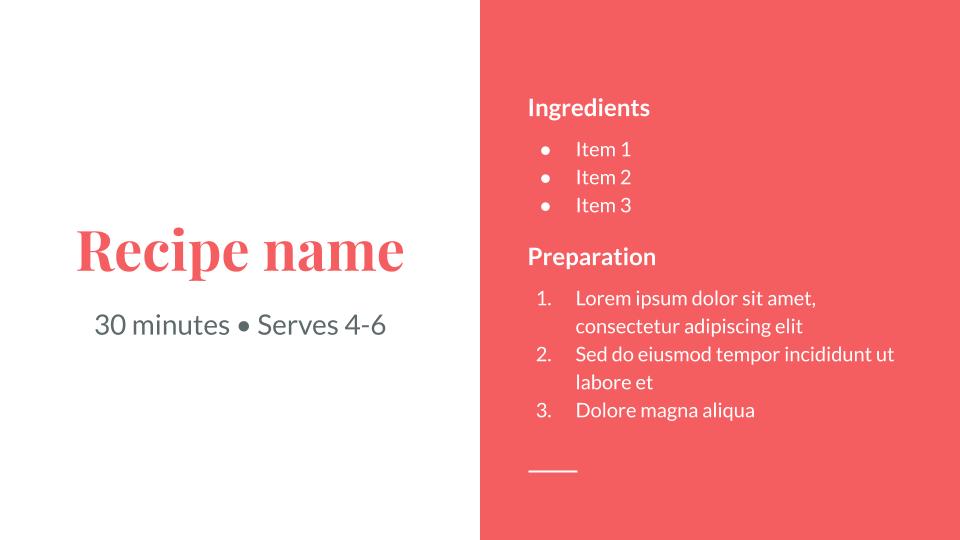 Recipe name
30 minutes • Serves 4-6
Ingredients
● Item 1
● Item 2
● Item 3
Preparation
1. Lorem ipsum dolor sit amet,
consectetur adipiscing elit
2. Sed do eiusmod tempor incididunt ut
labore et
3. Dolore magna aliqua